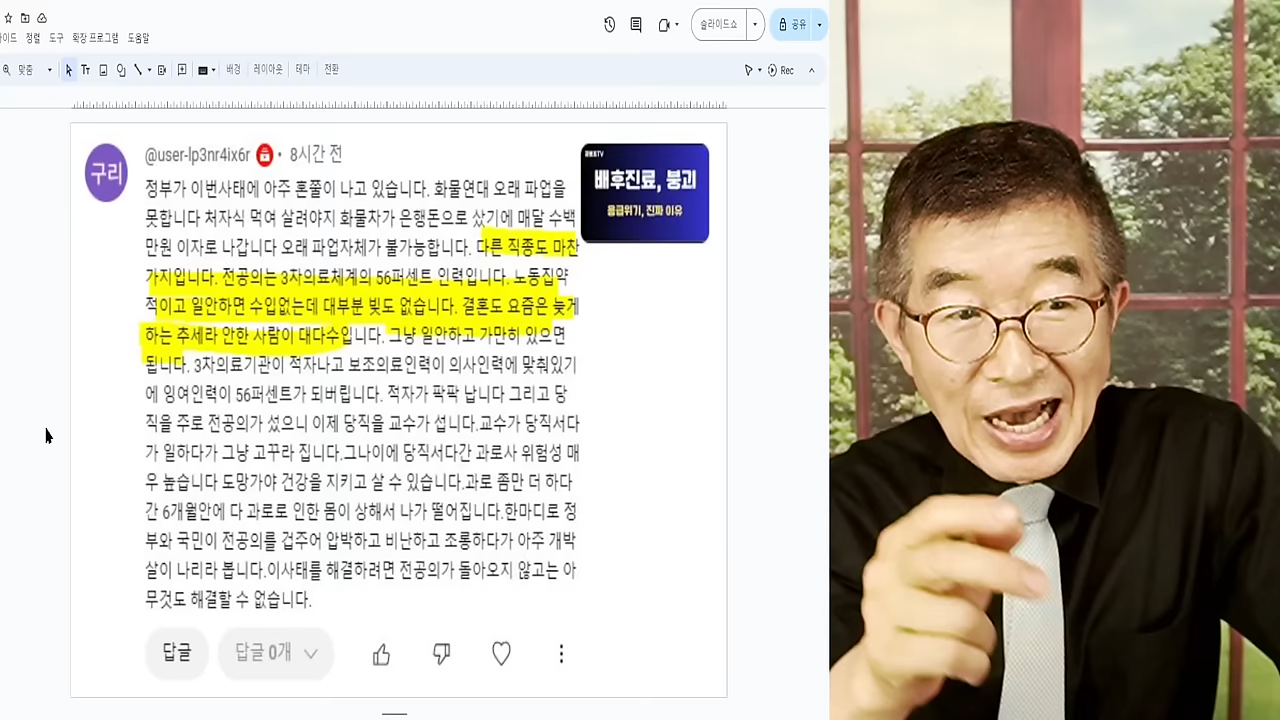 슬라이드쇼
공유
라이드 정렬 도구 확장 프로그램 도움말
맞춤
배경 레이아웃 테마 전환
Rec
구리
@user-lp3nr4ix6r · 8시간 전
정부가 이번사태에 아주 혼쭐이 나고 있습니다. 화물연대 오래 파업을
못합니다 처자식 먹여 살려야지 화물차가 은행돈으로 샀기에 매달 수백
만원 이자로 나갑니다 오래 파업자체가 불가능합니다. 다른 직종도 마찬
가지입니다. 전공의는 3차의료체계의 56퍼센트 인력입니다. 노동집약
적이고 일안하면 수입없는데 대부분 빚도 없습니다. 결혼도 요즘은 늦게
하는 추세라 안한 사람이 대다수입니다. 그냥 일안하고 가만히 있으면
됩니다. 3차의료기관이 적자나고 보조의료인력이 의사인력에 맞춰있기
에 잉여인력이 56퍼센트가 되버립니다. 적자가 팍팍 납니다 그리고 당
직을 주로 전공의가 섰으니 이제 당직을 교수가 섭니다.교수가 당직서다
가 일하다가 그냥 고꾸라 집니다.그나이에 당직서다간 과로사 위험성 매
우 높습니다 도망가야 건강을 지키고 살 수 있습니다.과로 좀만 더 하다
간 6개월안에 다 과로로 인한 몸이 상해서 나가 떨어집니다.한마디로 정
부와 국민이 전공의를 겁주어 압박하고 비난하고 조롱하다가 아주 개박
살이 나리라 봅니다.이사태를 해결하려면 전공의가 돌아오지 않고는 아
무것도 해결할 수 없습니다.
배후진료, 붕괴
응급위기, 진짜 이유
답글
답글 0개